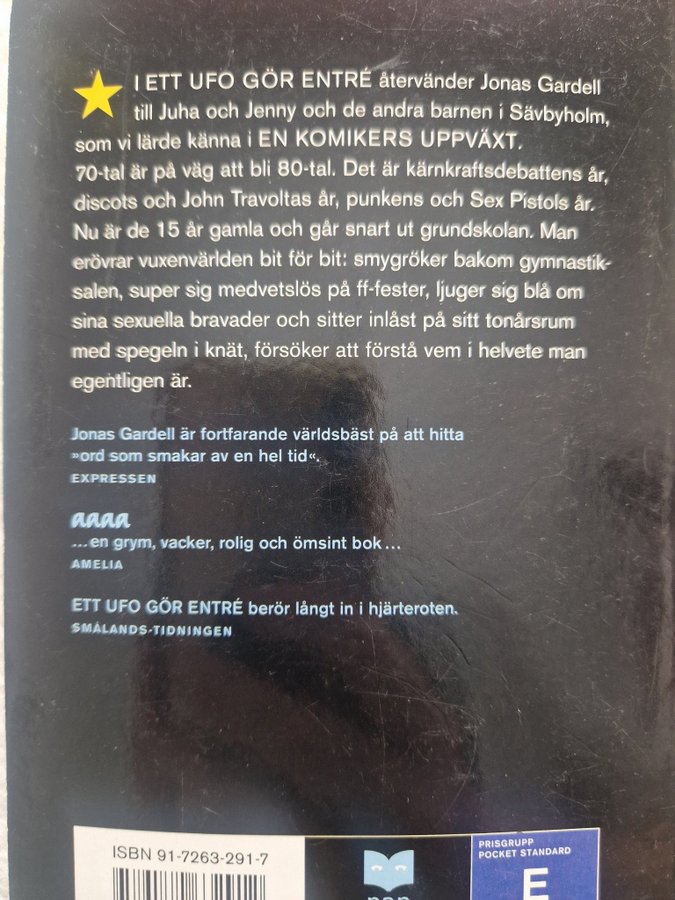 I ETT UFO GÖR ENTRÉ återvänder Jonas Gardell
till Juha och Jenny och de andra barnen i Sävbyholm,
som vi lärde känna i EN KOMIKERS UPPVÄXT.
70-tal är på väg att bli 80-tal. Det är kärnkraftsdebattens år,
discots och John Travoltas år, punkens och Sex Pistols år.
Nu är de 15 år gamla och går snart ut grundskolan. Man
erövrar vuxenvärlden bit för bit: smygröker bakom gymnastik-
salen, super sig medvetslös på ff-fester, ljuger sig blå om
sina sexuella bravader och sitter inlåst på sitt tonårsrum
med spegeln i knät, försöker att förstå vem i helvete man
egentligen är.
Jonas Gardell är fortfarande världsbäst på att hitta
»ord som smakar av en hel tid«.
EXPRESSEN
aaaa
...en grym, vacker, rolig och ömsint bok...
AMELIA
ETT UFO GÖR ENTRÉ berör långt in i hjärteroten.
SMÅLANDS-TIDNINGEN
ISBN 91-7263-291-7
pan
PRISGRUPP
POCKET STANDARD
E